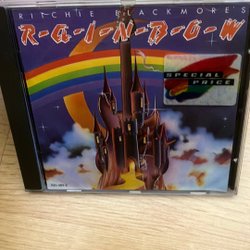 RITCHIE BLACKMORE'S
R-A-I-N-B-O-W
SPECIAL
PRICE